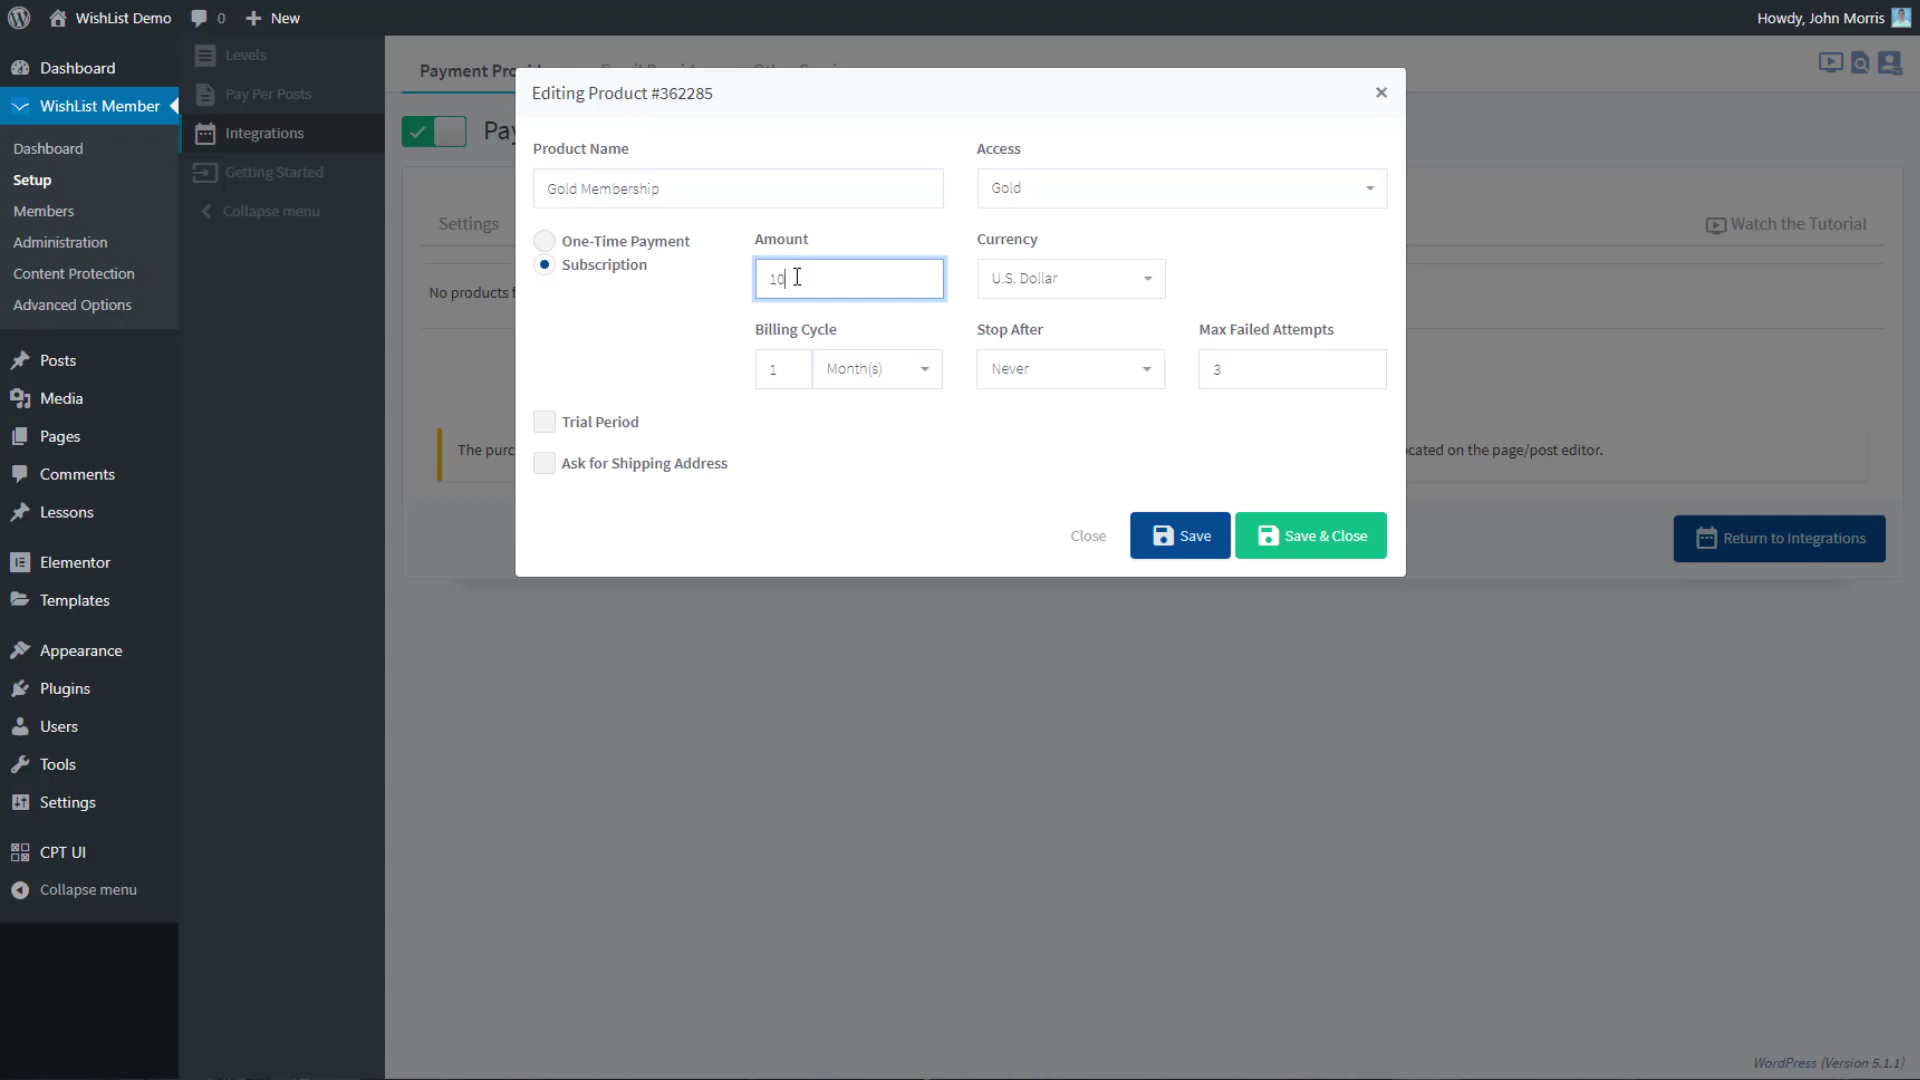 WishList Demo
0
New
Howdy, John Morris
Dashboard
WishList Member
Dashboard
Setup
Members
Administration
Content Protection
Advanced Options
Posts
Media
Pages
Comments
Lessons
Elementor
Templates
Appearance
Plugins
Users
Tools
Settings
CPT UI
Collapse menu
Levels
Pay Per Posts
Integrations
Getting Started
Collapse menu
Payment
Settings
Watch the Tutorial
No products
The
on the page/post editor.
Return to Integrations
Editing Product #362285
×
Product Name
Gold Membership
Access
Gold
One-Time Payment
Subscription
Amount
10
Currency
U.S. Dollar
Billing Cycle
1
Month(s)
Stop After
Never
Max Failed Attempts
3
Trial Period
Ask for Shipping Address
Close
Save
Save & Close
WordPress (Version 5.1.1)